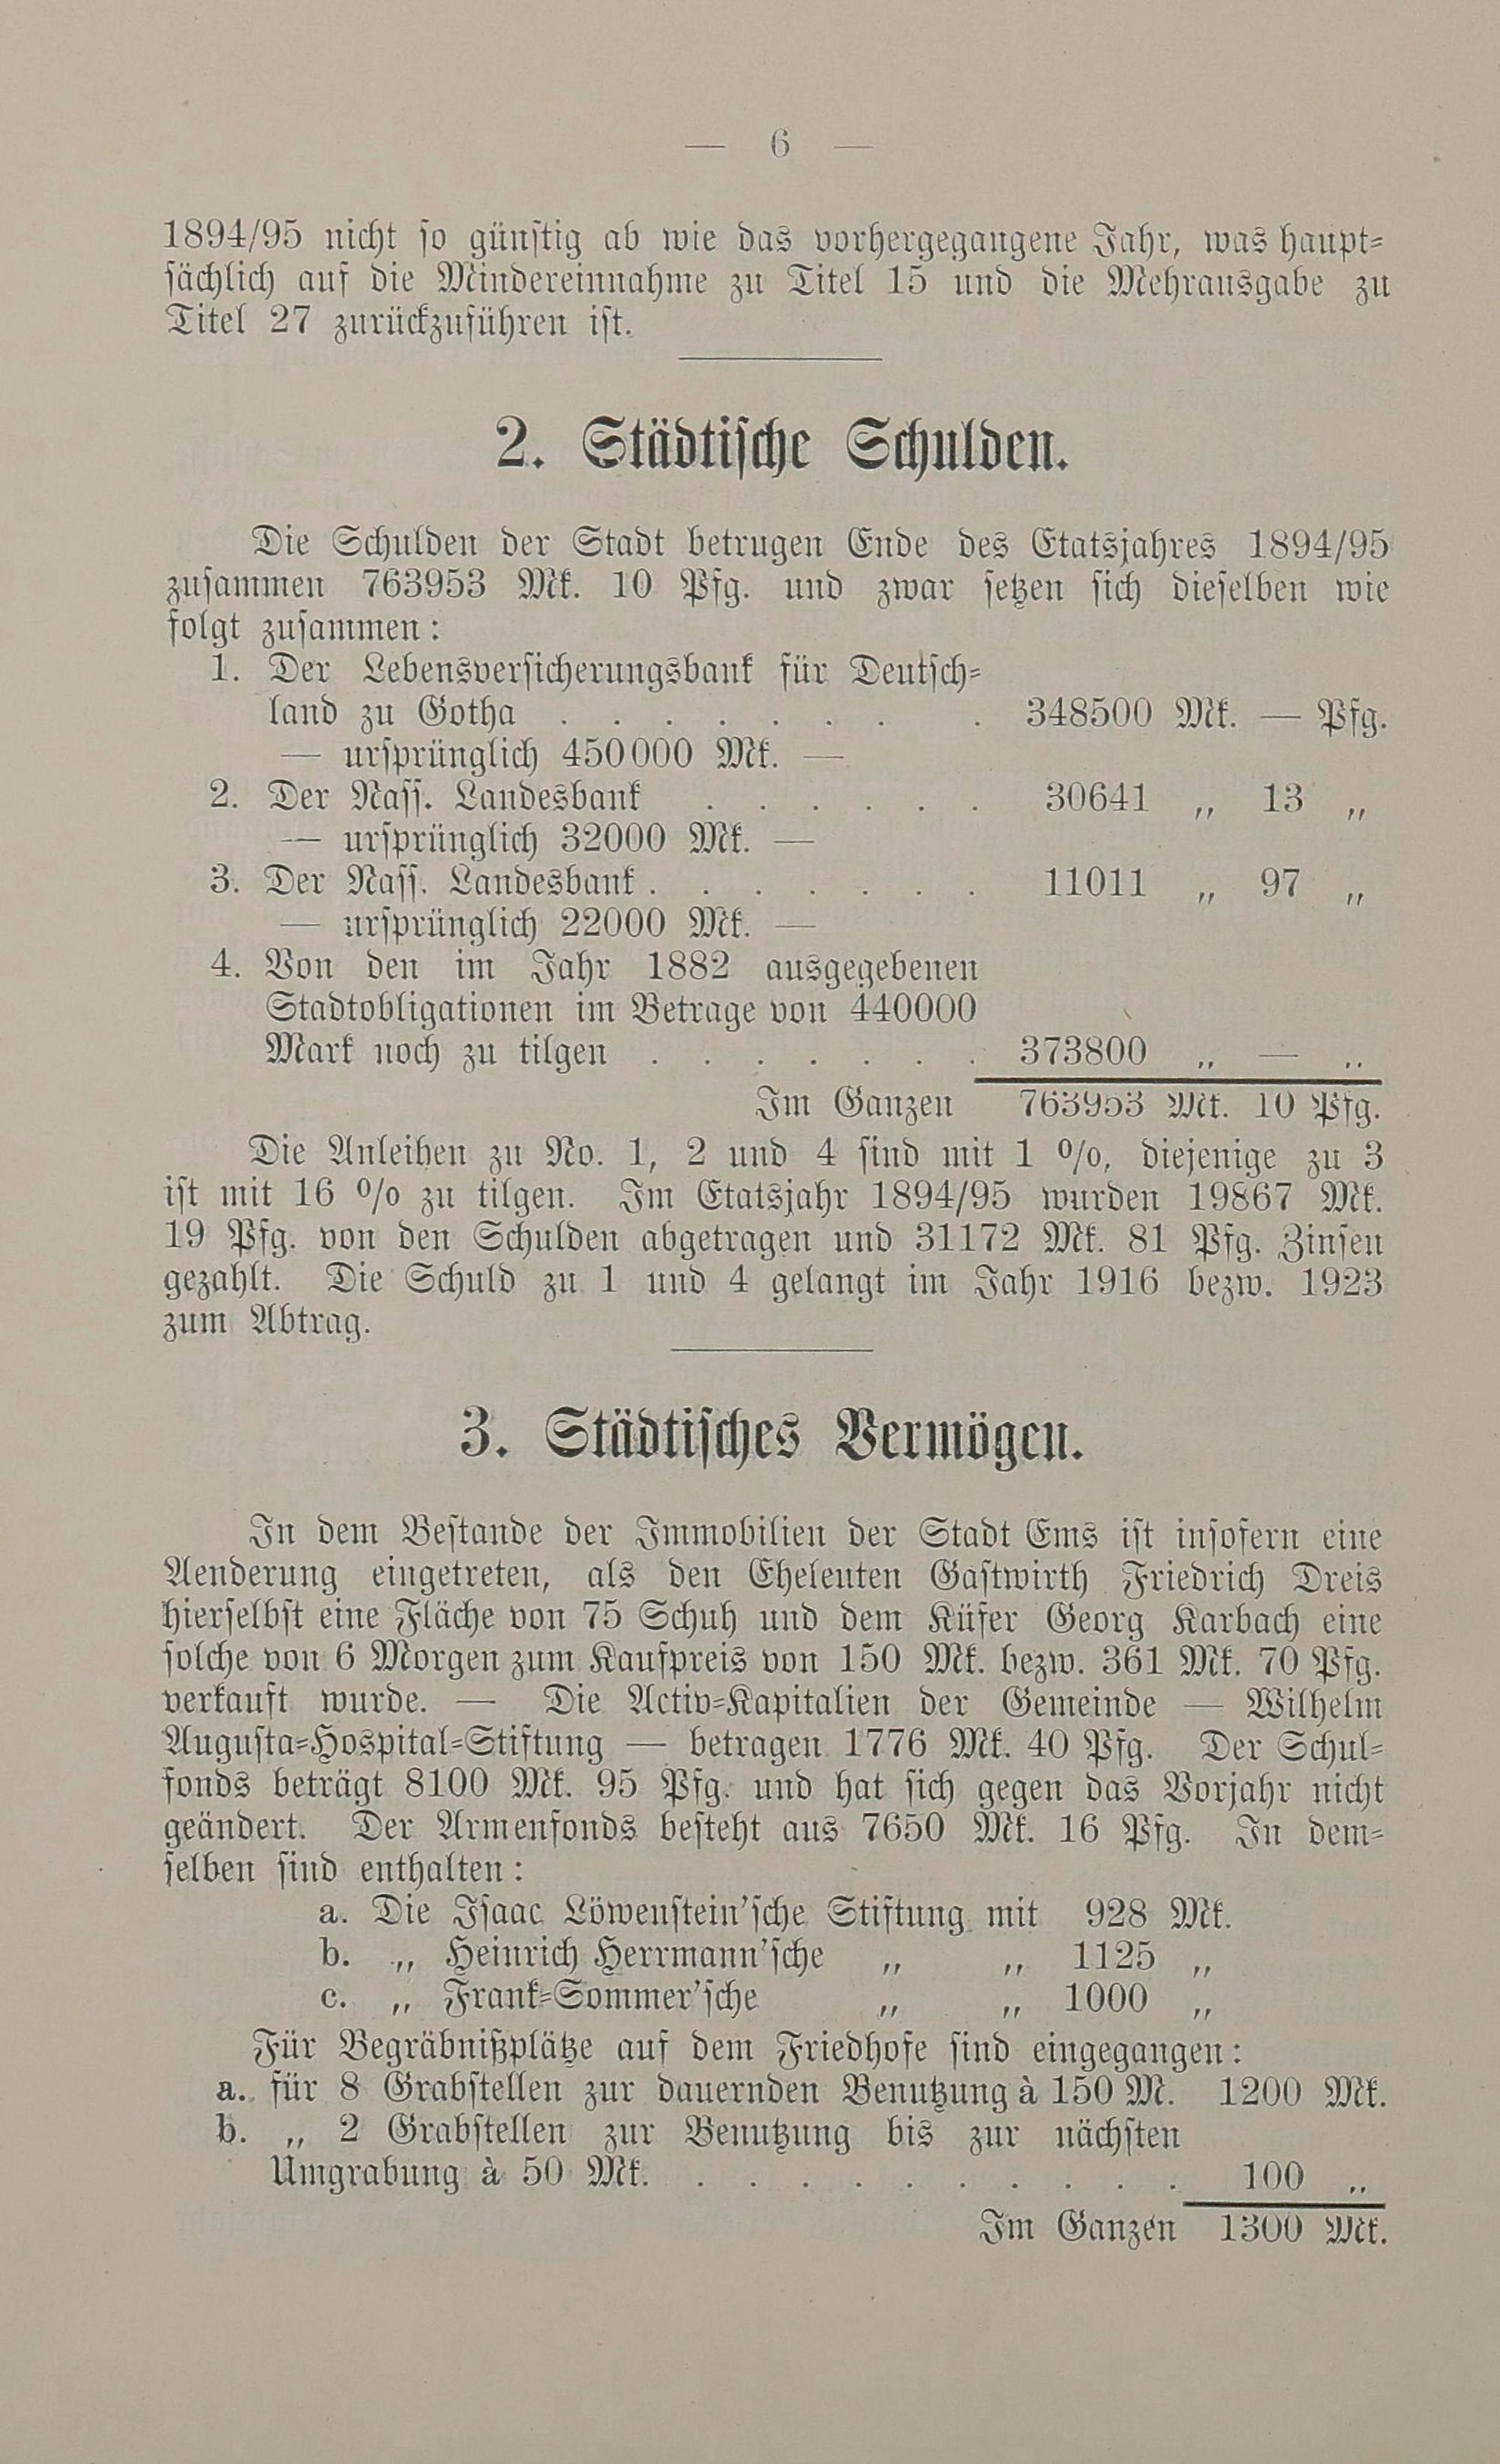 — 6 —
1894/95 nicht so günstig ab wie das vorhergegangene Jahr, was haupt-
sächlich auf die Mindereinnahme zu Titel 15 und die Mehrausgabe zu
Titel 27 zurückzuführen ist.
2. Städtische Schulden.
Die Schulden der Stadt betrugen Ende des Etatsjahres 1894/95
zusammen 763953 Mk. 10 Pfg. und zwar setzen sich dieselben wie
folgt zusammen:
1. Der Lebensversicherungsbank für Deutsch-
land zu Gotha . . . . . . . . 348500 Mk. — Pfg.
— ursprünglich 450000 Mk. —
2. Der Nass. Landesbank . . . . . . 30641 „ 13 „
— ursprünglich 32000 Mk. —
3. Der Nass. Landesbank . . . . . . . 11011 „ 97 „
— ursprünglich 22000 Mk. —
4. Von den im Jahr 1882 ausgegebenen
Stadtobligationen im Betrage von 440000
Mark noch zu tilgen . . . . . . . 373800 „ — „
Im Ganzen 763953 Mk. 10 Pfg.
Die Anleihen zu No. 1, 2 und 4 sind mit 1 %, diejenige zu 3
ist mit 16 % zu tilgen. Im Etatsjahr 1894/95 wurden 19867 Mk.
19 Pfg. von den Schulden abgetragen und 31172 Mk. 81 Pfg. Zinsen
gezahlt. Die Schuld zu 1 und 4 gelangt im Jahr 1916 bezw. 1923
zum Abtrag.
3. Städtisches Vermögen.
In dem Bestande der Immobilien der Stadt Ems ist insofern eine
Aenderung eingetreten, als den Eheleuten Gastwirth Friedrich Dreis
hierselbst eine Fläche von 75 Schuh und dem Küfer Georg Karbach eine
solche von 6 Morgen zum Kaufpreis von 150 Mk. bezw. 361 Mk. 70 Pfg.
verkauft wurde. — Die Activ-Kapitalien der Gemeinde — Wilhelm
Augusta-Hospital-Stiftung — betragen 1776 Mk. 40 Pfg. Der Schul-
fonds beträgt 8100 Mk. 95 Pfg. und hat sich gegen das Vorjahr nicht
geändert. Der Armenfonds besteht aus 7650 Mk. 16 Pfg. In dem-
selben sind enthalten:
a. Die Isaac Löwenstein'sche Stiftung mit 928 Mk.
b. „ Heinrich Herrmann'sche „ „ 1125 „
c. „ Frank-Sommer'sche „ „ 1000 „
Für Begräbnißplätze auf dem Friedhofe sind eingegangen:
a. für 8 Grabstellen zur dauernden Benutzung à 150 M. 1200 Mk.
b. „ 2 Grabstellen zur Benutzung bis zur nächsten
Umgrabung à 50 Mk. . . . . . . . . . . 100 „
Im Ganzen 1300 Mk.